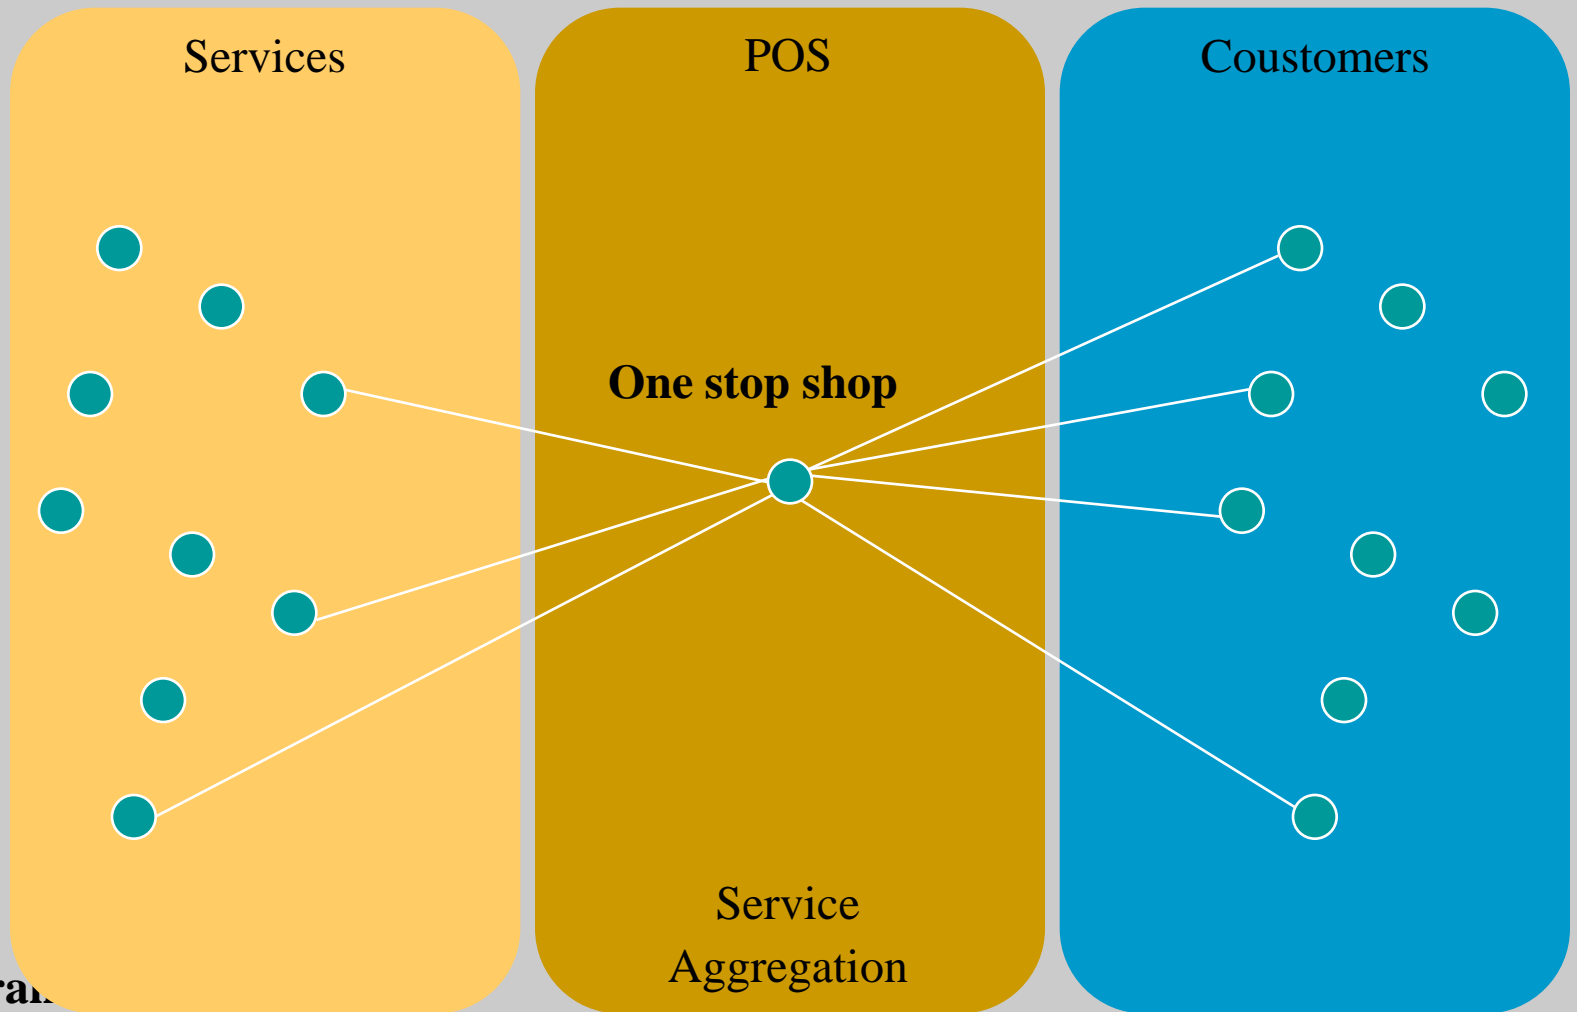 Services
POS
Coustomers
One stop shop
Service
Aggregation